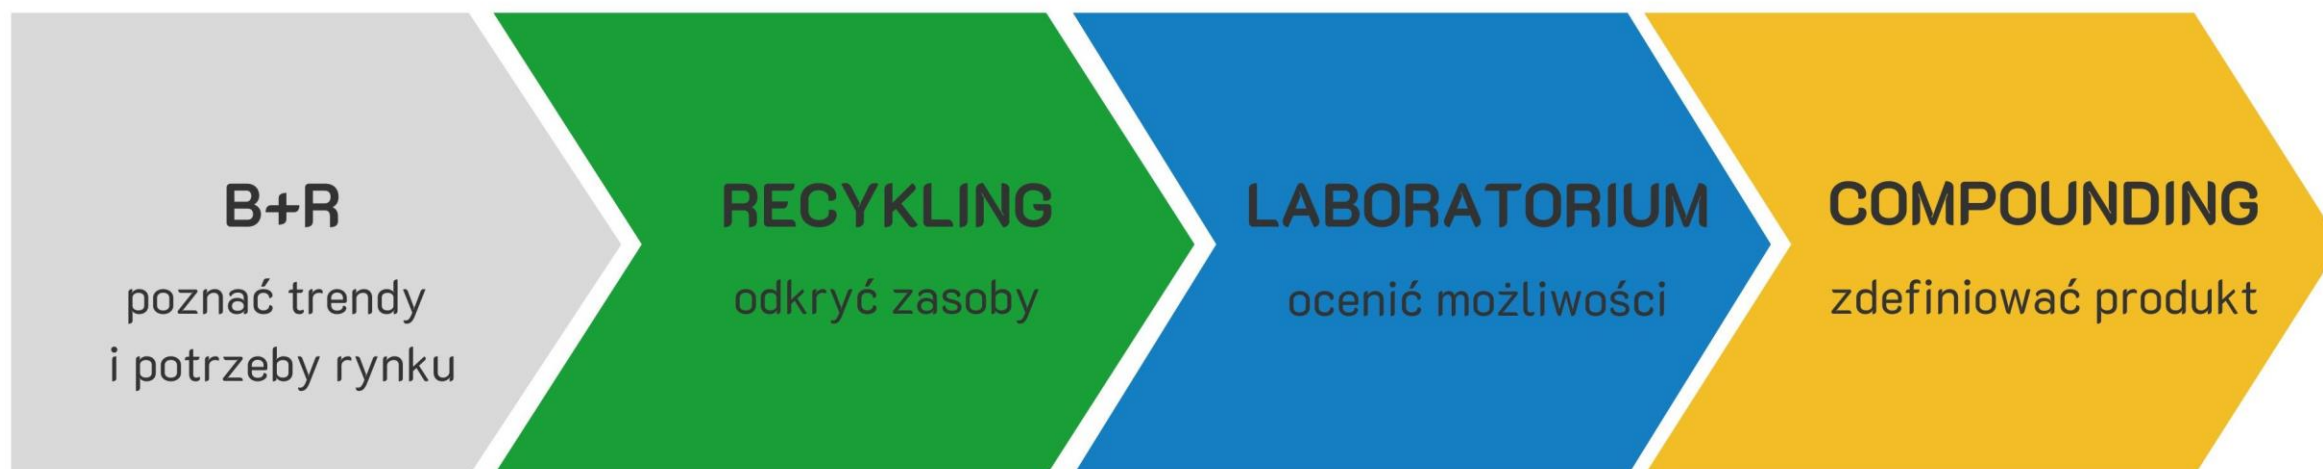 B+R
poznać trendy
i potrzeby rynku
RECYKLING
odkryć zasoby
LABORATORIUM
ocenić możliwości
COMPOUNDING
zdefiniować produkt